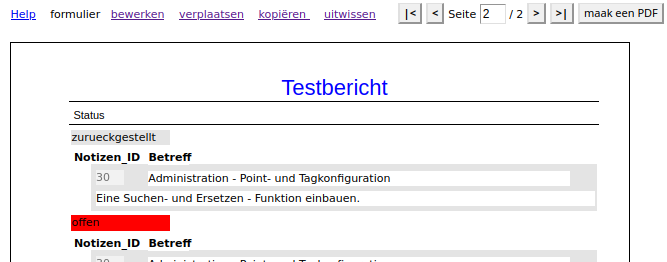 Help formulier bewerken verplaatsen kopiëren uitwissen |< < Seite 2 / 2 > >| maak een PDF
Testbericht
Status
zurueckgestellt
Notizen_ID Betreff
30 Administration - Point- und Tagkonfiguration
Eine Suchen- und Ersetzen - Funktion einbauen.
offen
Notizen_ID Betreff